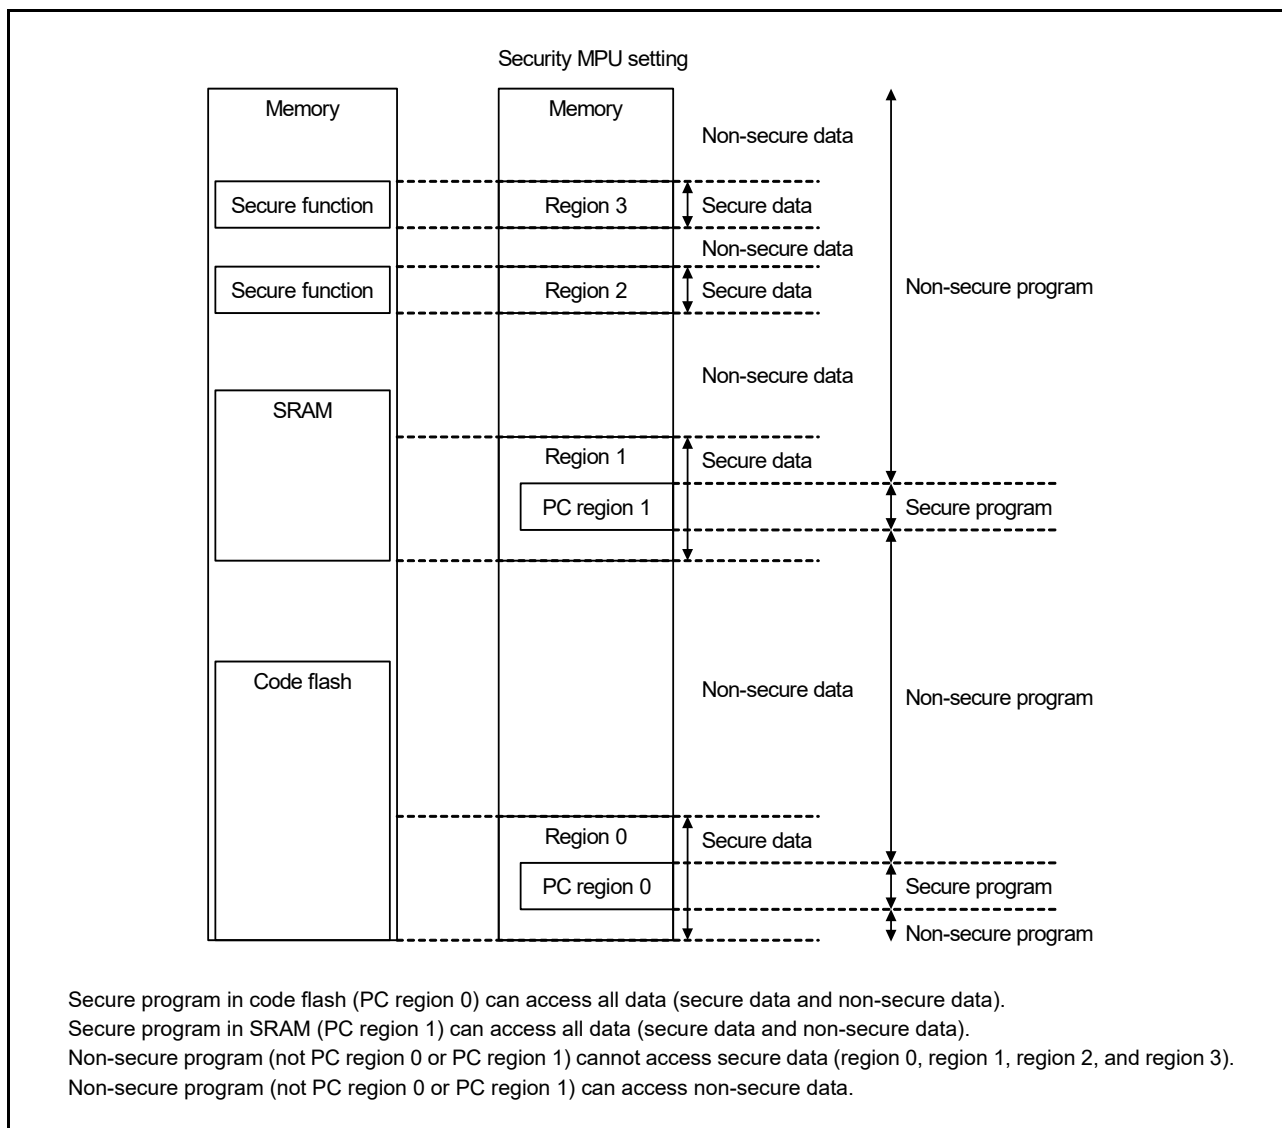 Security MPU setting
Memory
Memory
Non-secure data
Secure function
Region 3
Secure data
Non-secure data
Secure function
Region 2
Secure data
Non-secure program
Non-secure data
SRAM
Region 1
Secure data
PC region 1
Secure program
Code flash
Non-secure data
Non-secure program
Region 0
Secure data
PC region 0
Secure program
Non-secure program
Secure program in code flash (PC region 0) can access all data (secure data and non-secure data).
Secure program in SRAM (PC region 1) can access all data (secure data and non-secure data).
Non-secure program (not PC region 0 or PC region 1) cannot access secure data (region 0, region 1, region 2, and region 3).
Non-secure program (not PC region 0 or PC region 1) can access non-secure data.